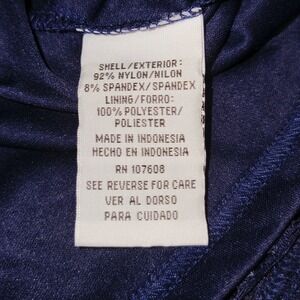 SHELL/EXTERIOR:
92% NYLON/NILON
8% SPANDEX/SPANDEX
LINING/FORRO:
100% POLYESTER/
POLIESTER
MADE IN INDONESIA
HECHO EN INDONESIA
RN 107608
SEE REVERSE FOR CARE
VER AL DORSO
PARA CUIDADO